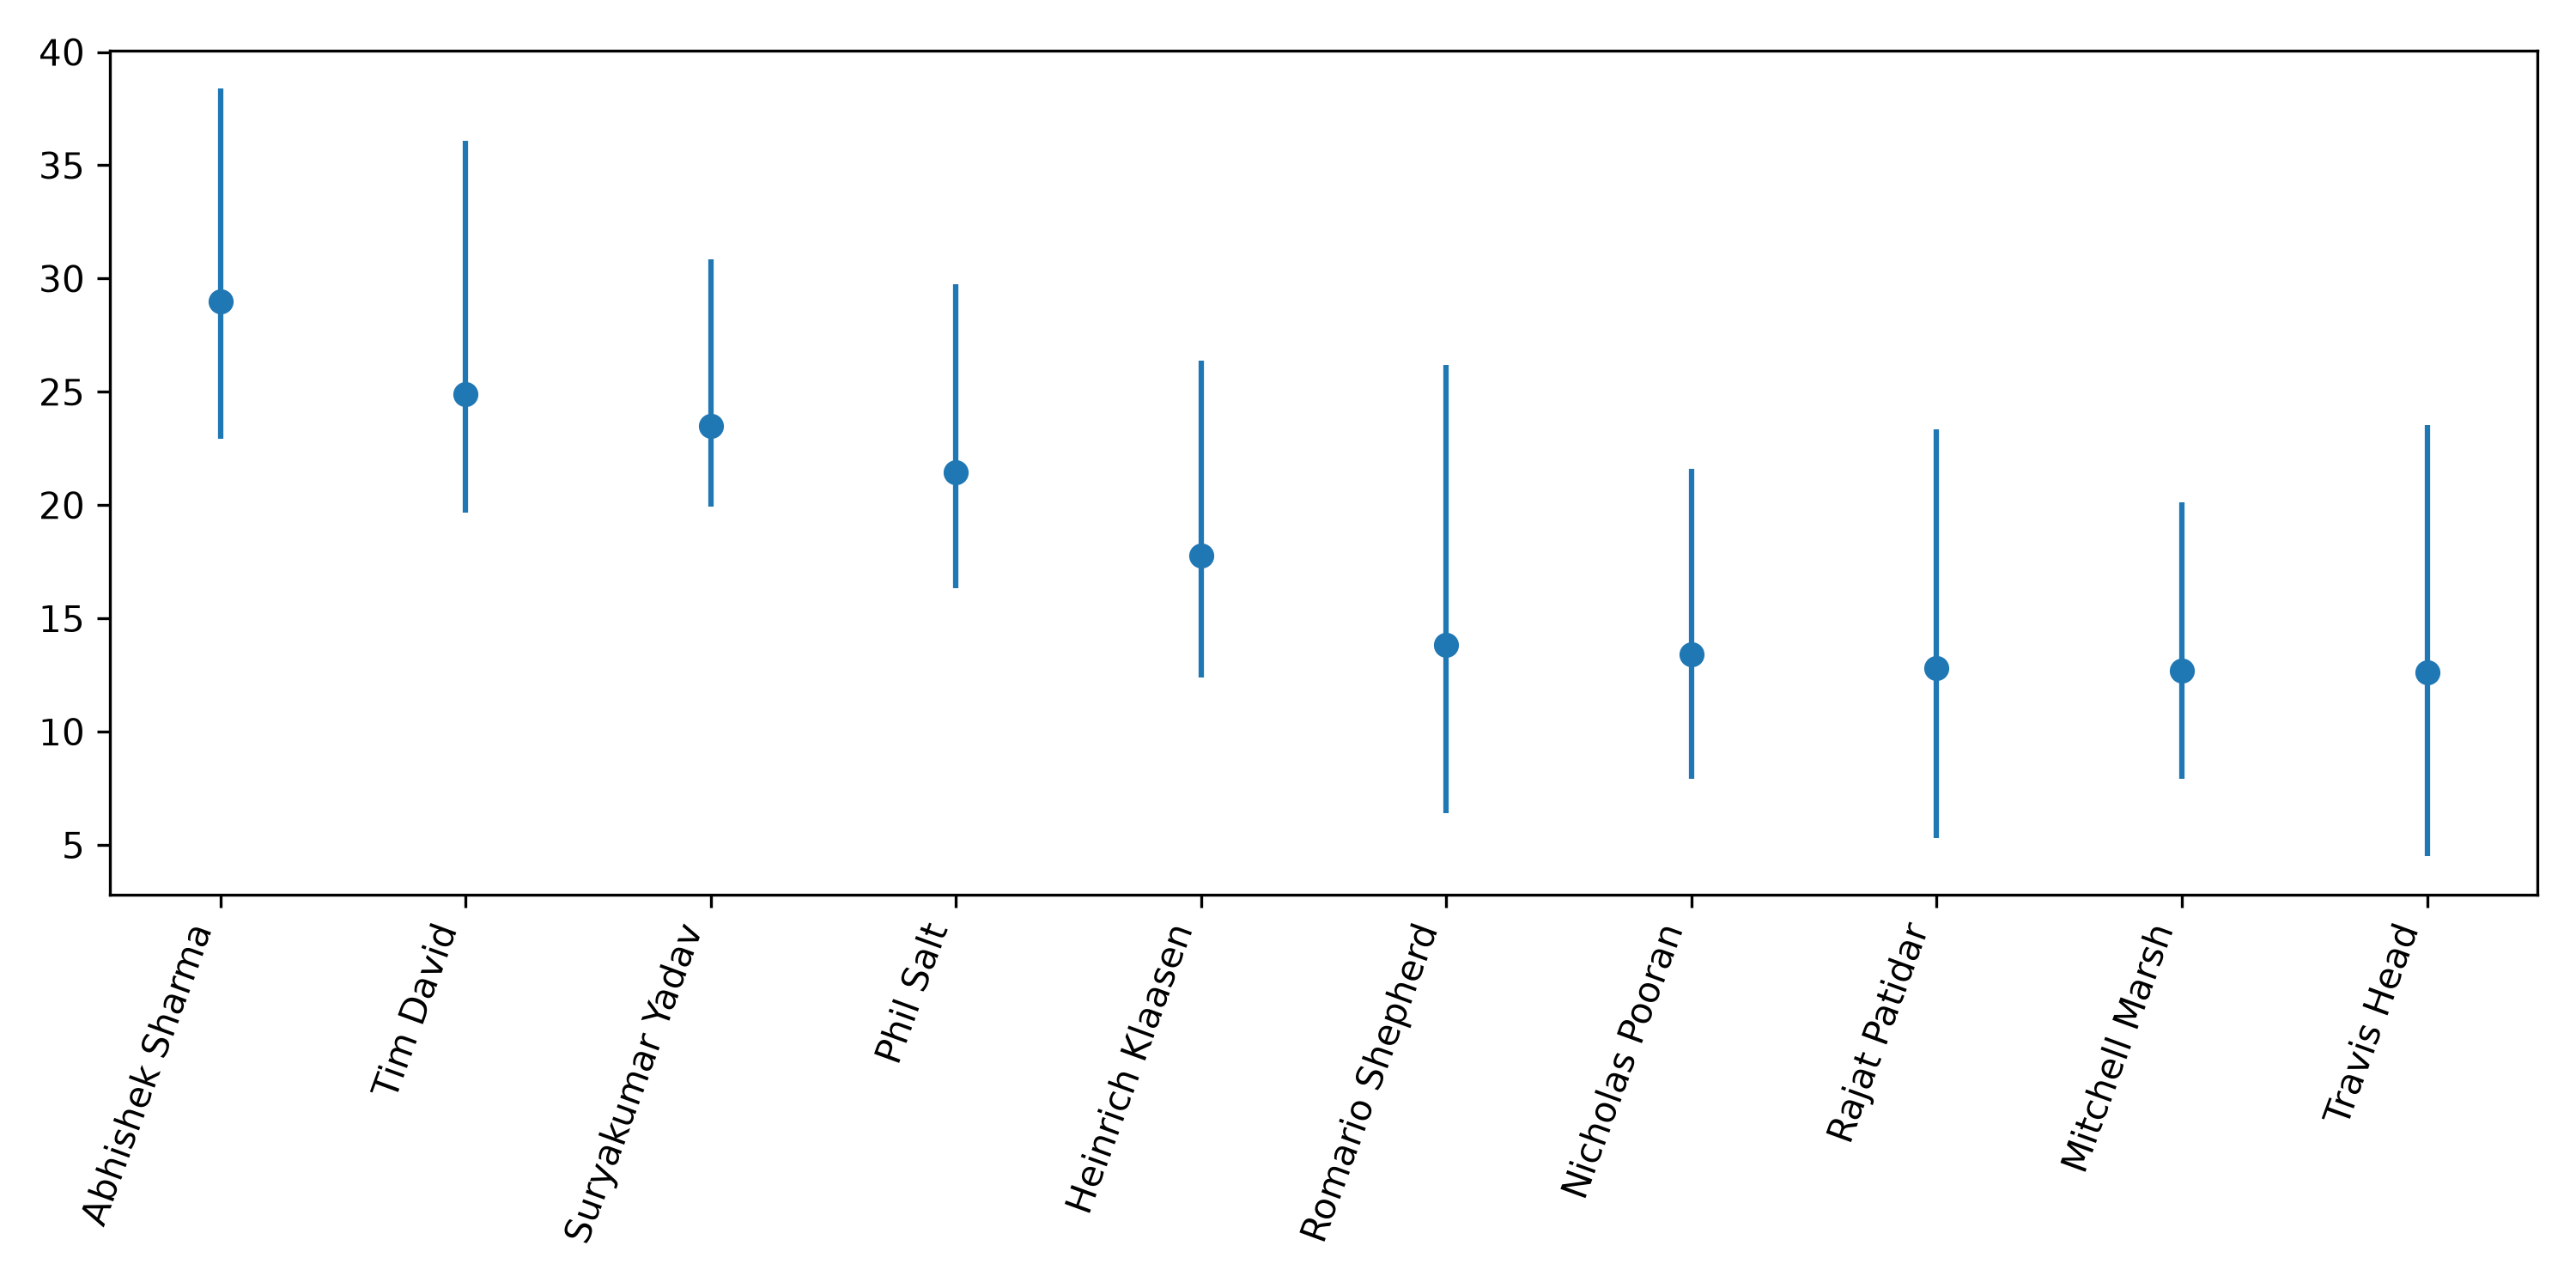 40
35
30
25
20
15
10
5
Abhishek Sharma
Tim David
Suryakumar Yadav
Phil Salt
Heinrich Klaasen
Romario Shepherd
Nicholas Pooran
Rajat Patidar
Mitchell Marsh
Travis Head